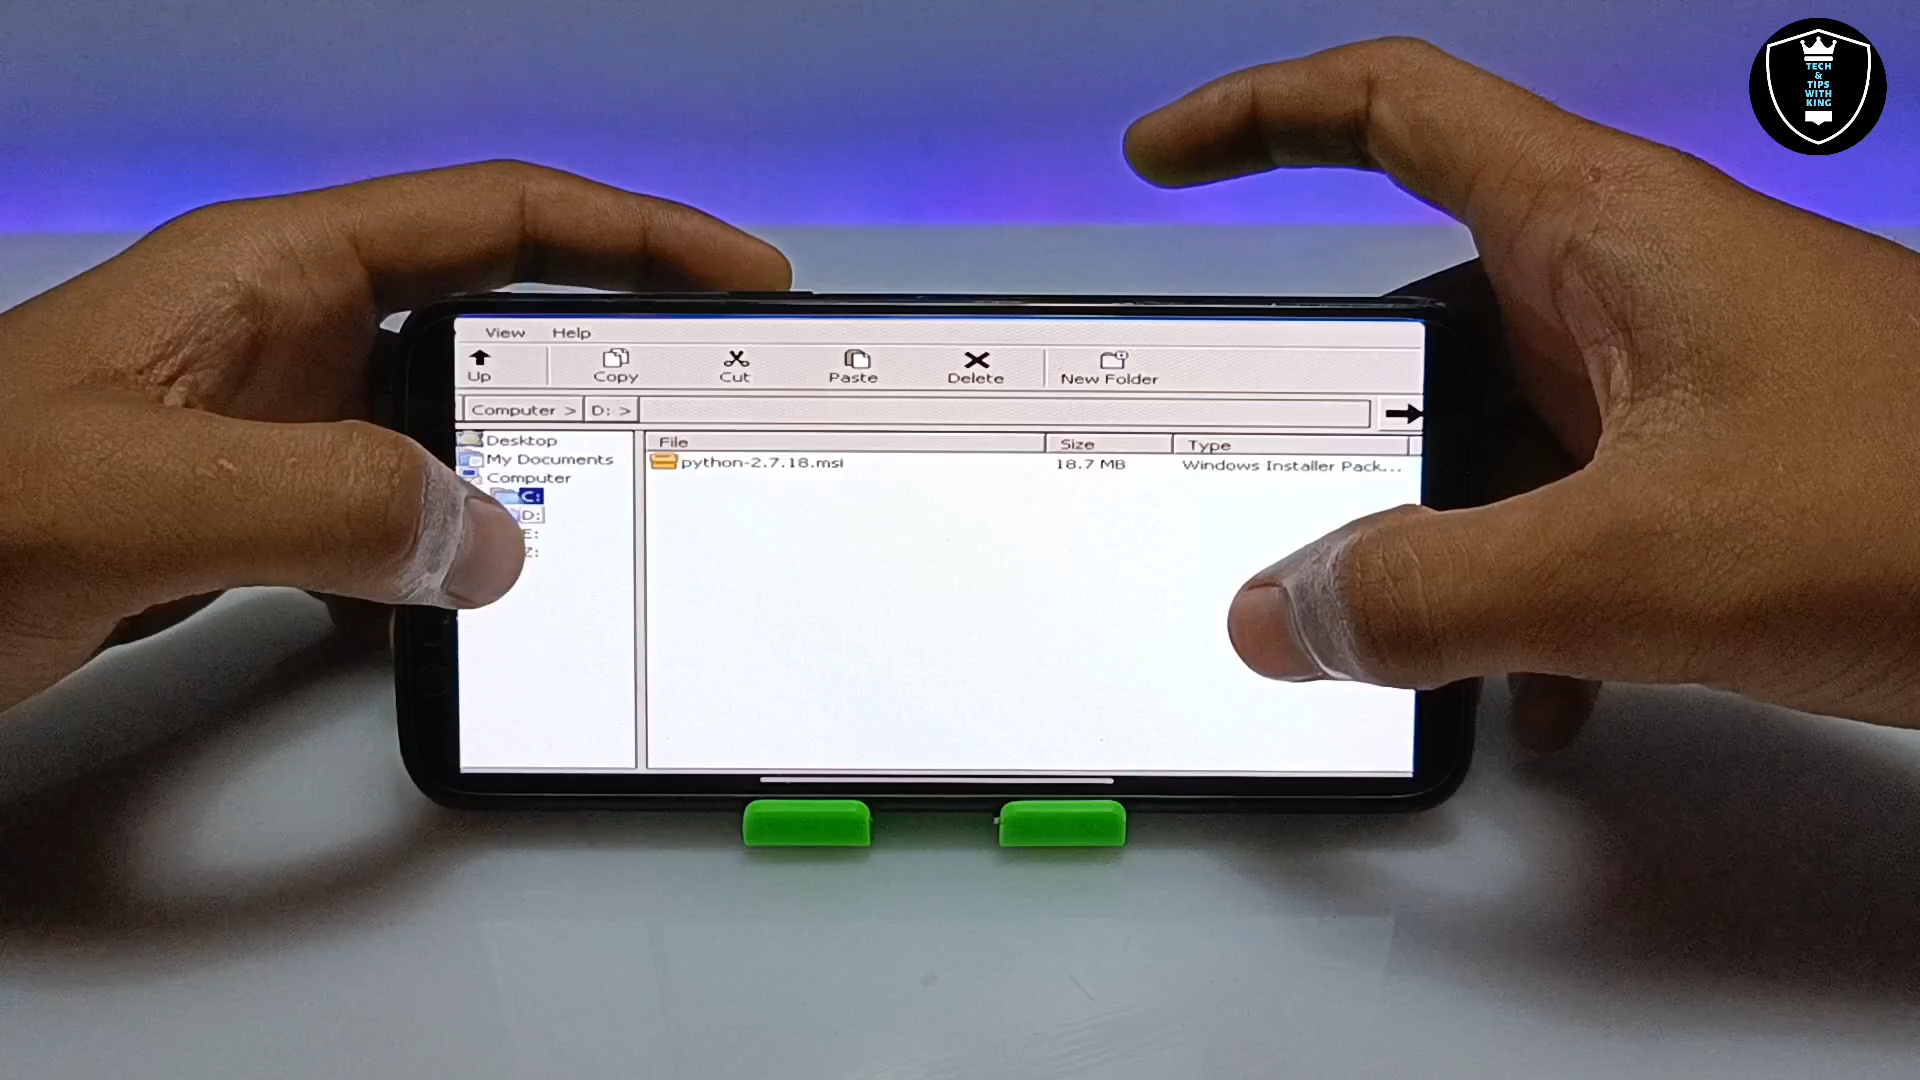 TECH
&
TIPS
WITH
KING
View Help
Up Copy Cut Paste Delete New Folder
Computer > D: >
Desktop
My Documents
Computer
C:
D:
E:
Z:
File Size Type
python-2.7.18.msi 18.7 MB Windows Installer Pack...